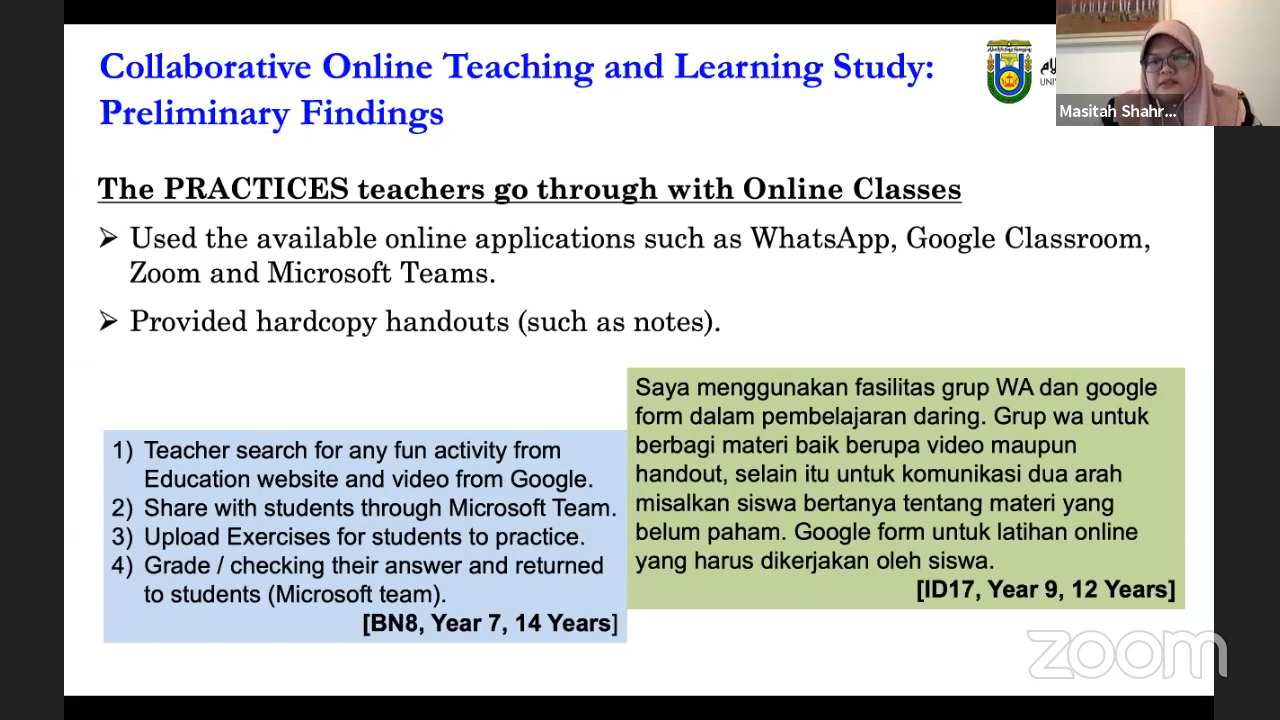 Collaborative Online Teaching and Learning Study:
Preliminary Findings
Masitah Shahr...
The PRACTICES teachers go through with Online Classes
➢ Used the available online applications such as WhatsApp, Google Classroom,
Zoom and Microsoft Teams.
➢ Provided hardcopy handouts (such as notes).
1) Teacher search for any fun activity from
Education website and video from Google.
2) Share with students through Microsoft Team.
3) Upload Exercises for students to practice.
4) Grade / checking their answer and returned
to students (Microsoft team).
[BN8, Year 7, 14 Years]
Saya menggunakan fasilitas grup WA dan google
form dalam pembelajaran daring. Grup wa untuk
berbagi materi baik berupa video maupun
handout, selain itu untuk komunikasi dua arah
misalkan siswa bertanya tentang materi yang
belum paham. Google form untuk latihan online
yang harus dikerjakan oleh siswa.
[ID17, Year 9, 12 Years]
zoom